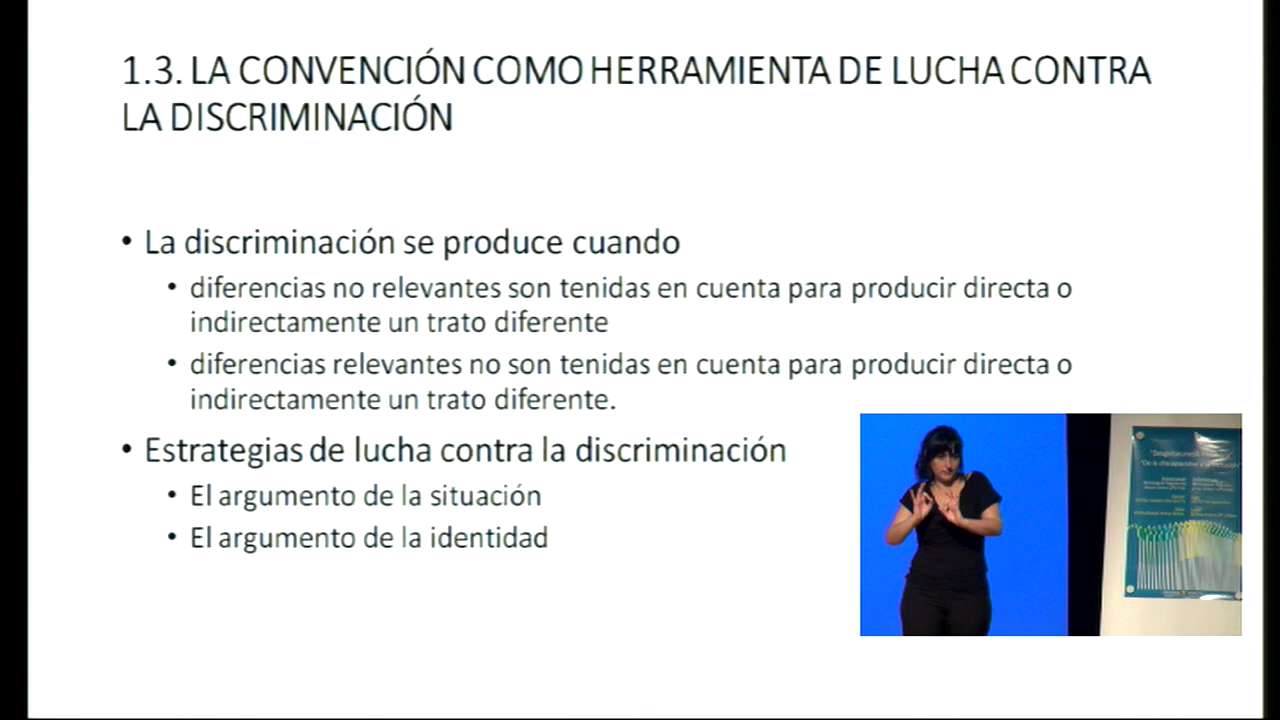 1.3. LA CONVENCIÓN COMO HERRAMIENTA DE LUCHA CONTRA
LA DISCRIMINACIÓN
• La discriminación se produce cuando
• diferencias no relevantes son tenidas en cuenta para producir directa o
indirectamente un trato diferente
• diferencias relevantes no son tenidas en cuenta para producir directa o
indirectamente un trato diferente.
• Estrategias de lucha contra la discriminación
• El argumento de la situación
• El argumento de la identidad